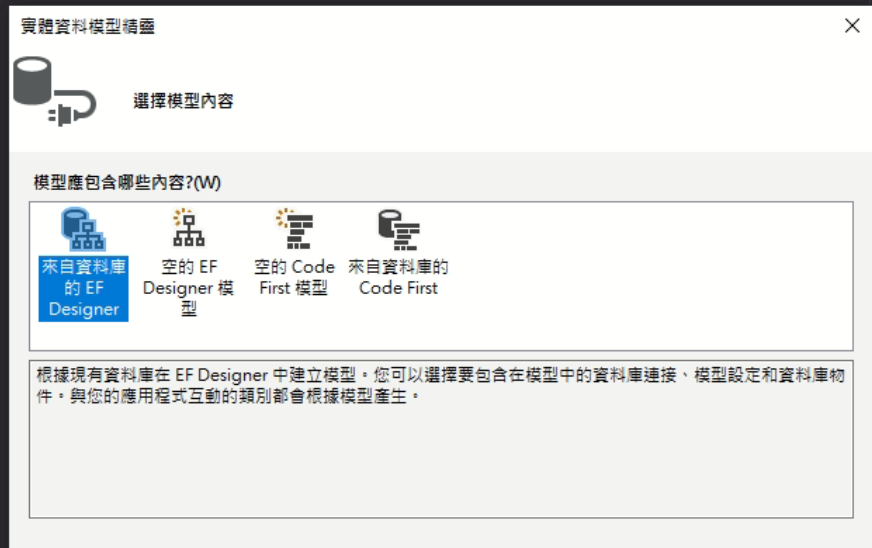 實體資料模型精靈
選擇模型內容
模型應包含哪些內容?(W)
來自資料庫
的 EF
Designer
空的 EF
Designer 模
型
空的 Code
First 模型
來自資料庫的
Code First
根據現有資料庫在 EF Designer 中建立模型。您可以選擇要包含在模型中的資料庫連接、模型設定和資料庫物
件。與您的應用程式互動的類別都會根據模型產生。